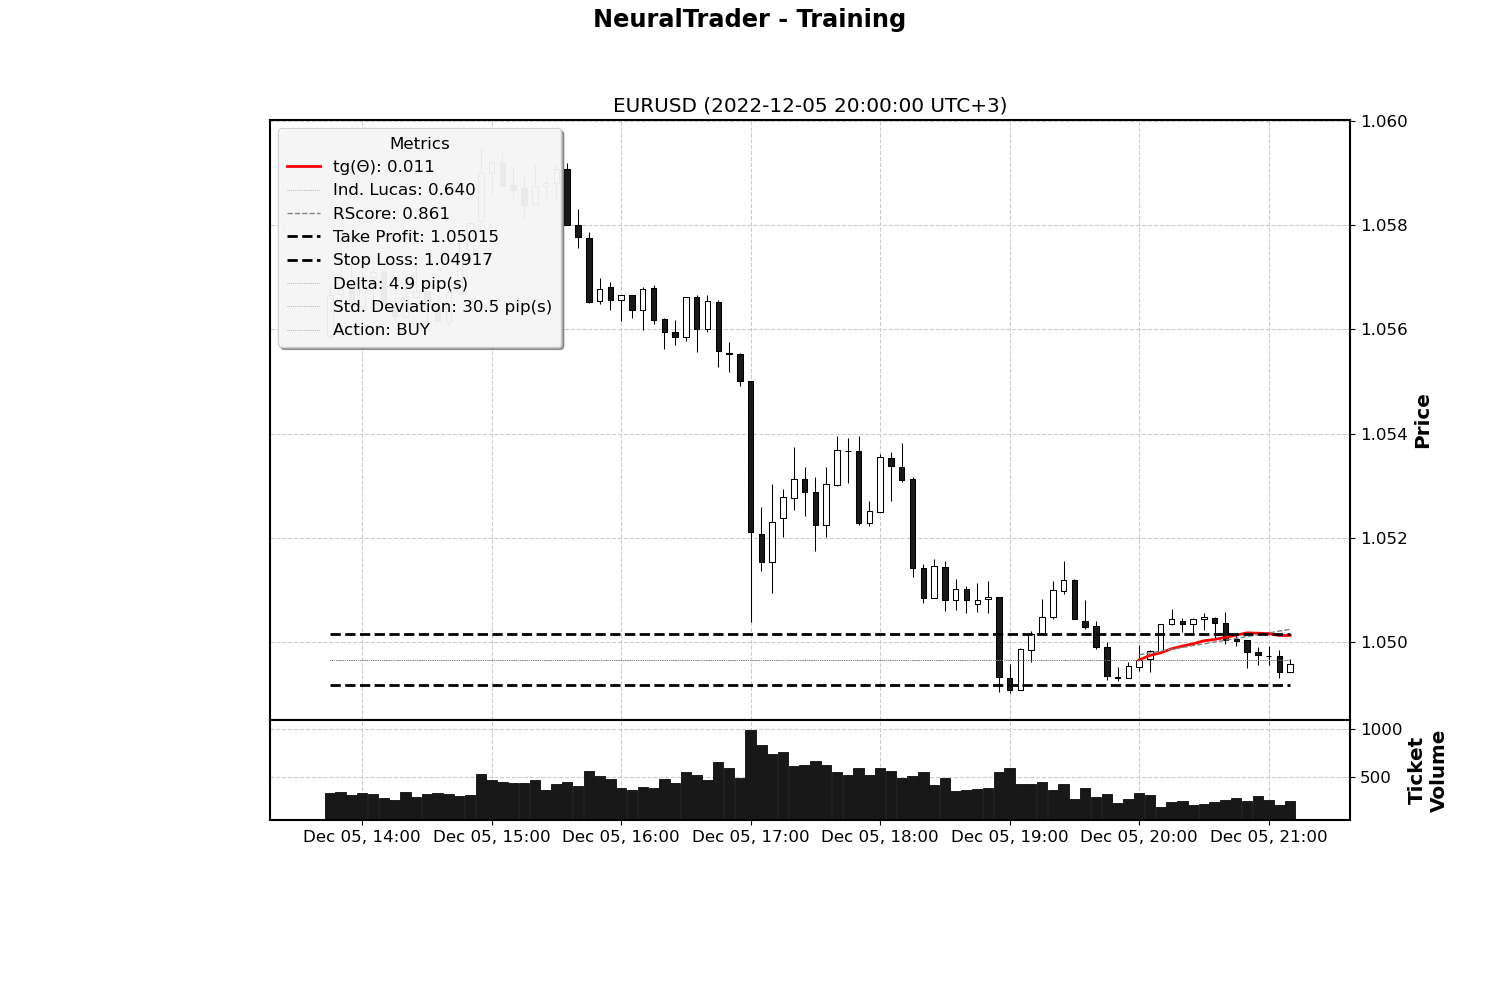 NeuralTrader - Training
EURUSD (2022-12-05 20:00:00 UTC+3)
Metrics
tg(Θ): 0.011
Ind. Lucas: 0.640
RScore: 0.861
Take Profit: 1.05015
Stop Loss: 1.04917
Delta: 4.9 pip(s)
Std. Deviation: 30.5 pip(s)
Action: BUY
1.060
1.058
1.056
1.054
1.052
1.050
Price
1000
500
Ticket
Volume
Dec 05, 14:00 Dec 05, 15:00 Dec 05, 16:00 Dec 05, 17:00 Dec 05, 18:00 Dec 05, 19:00 Dec 05, 20:00 Dec 05, 21:00